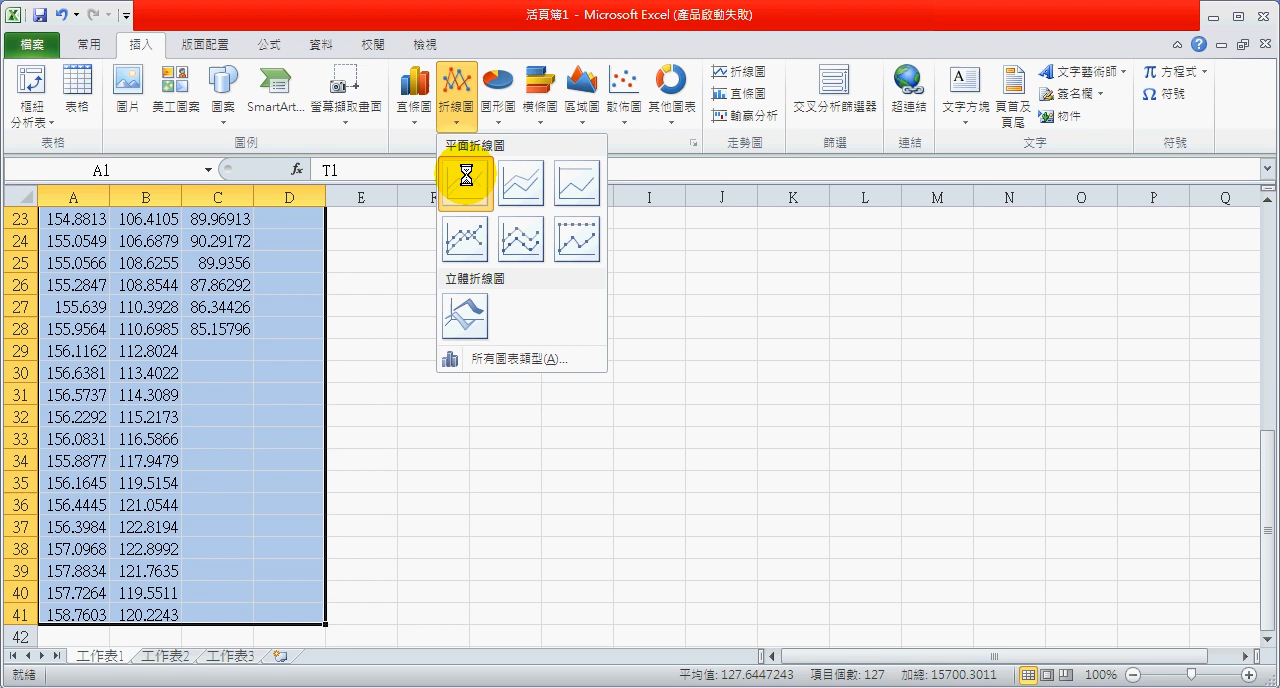 活頁簿1 - Microsoft Excel (產品啟動失敗)
檔案 常用 插入 版面配置 公式 資料 校閱 檢視
樞紐分析表 表格 圖片 美工圖案 圖案 SmartArt... 螢幕擷取畫面 直條圖 折線圖 圓形圖 橫條圖 區域圖 散佈圖 其他圖表 折線圖 直條圖 輸贏分析 交叉分析篩選器 超連結 文字方塊 頁首及頁尾 文字藝術師 簽名欄 物件 方程式 符號
表格 圖例 走勢圖 篩選 連結 文字 符號
A1 fx T1
平面折線圖
立體折線圖
所有圖表類型(A)...
A B C D E F I J K L M N O P Q
23 154.8813 106.4105 89.96913
24 155.0549 106.6879 90.29172
25 155.0566 108.6255 89.9356
26 155.2847 108.8544 87.86292
27 155.639 110.3928 86.34426
28 155.9564 110.6985 85.15796
29 156.1162 112.8024
30 156.6381 113.4022
31 156.5737 114.3089
32 156.2292 115.2173
33 156.0831 116.5866
34 155.8877 117.9479
35 156.1645 119.5154
36 156.4445 121.0544
37 156.3984 122.8194
38 157.0968 122.8992
39 157.8834 121.7635
40 157.7264 119.5511
41 158.7603 120.2243
42
工作表1 工作表2 工作表3
就緒 平均值: 127.6447243 項目個數: 127 加總: 15700.3011 100%